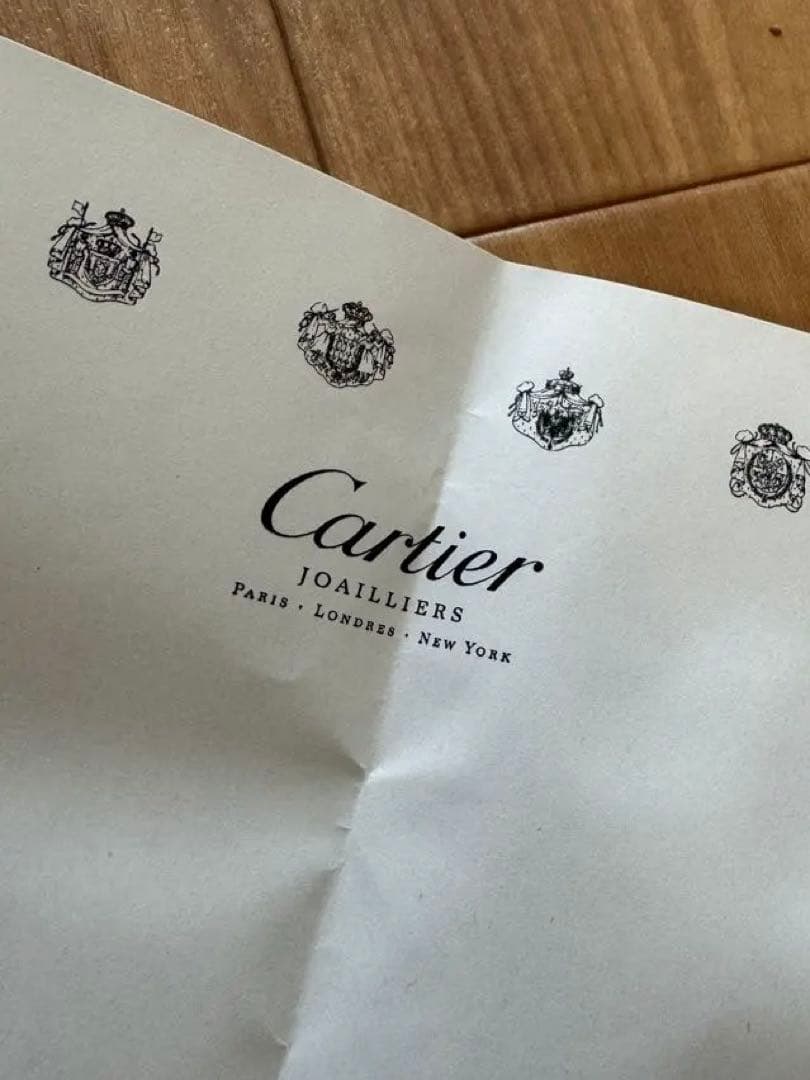 Cartier
JOAILLIERS
PARIS · LONDRES · NEW YORK